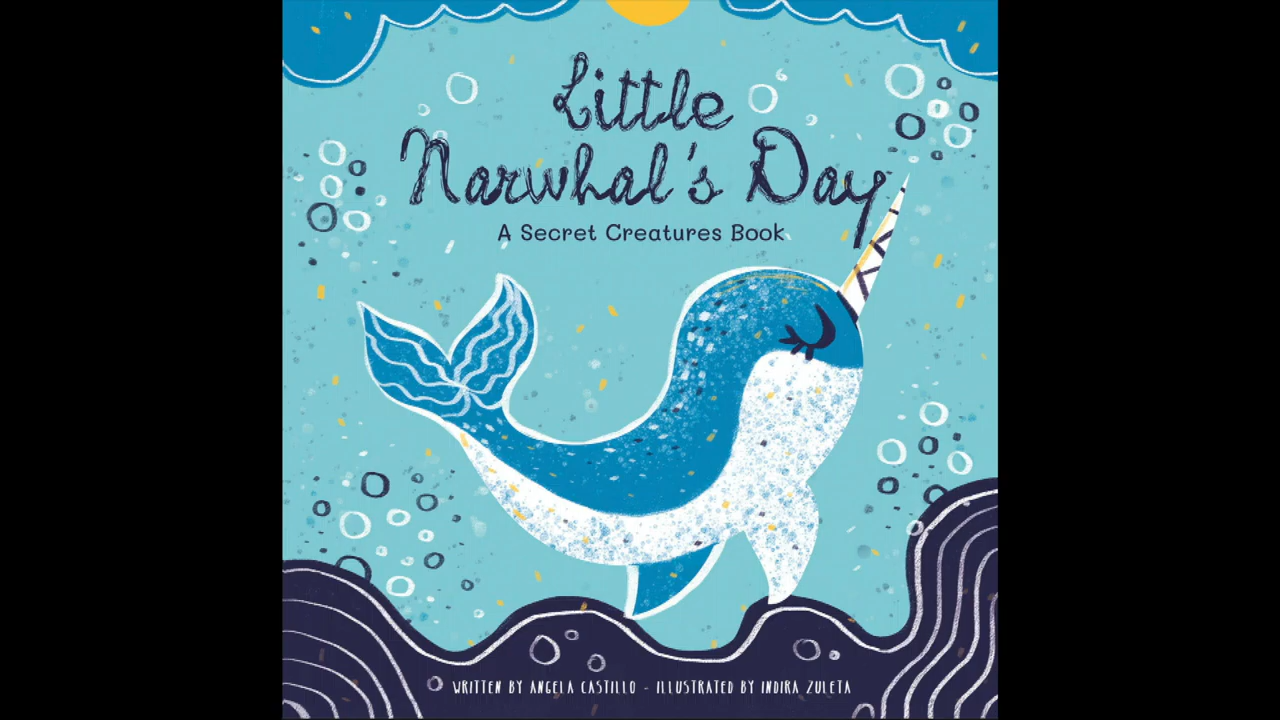 Little
Narwhal's Day
A Secret Creatures Book
WRITTEN BY ANGELA CASTILLO - ILLUSTRATED BY INDIRA ZULETA